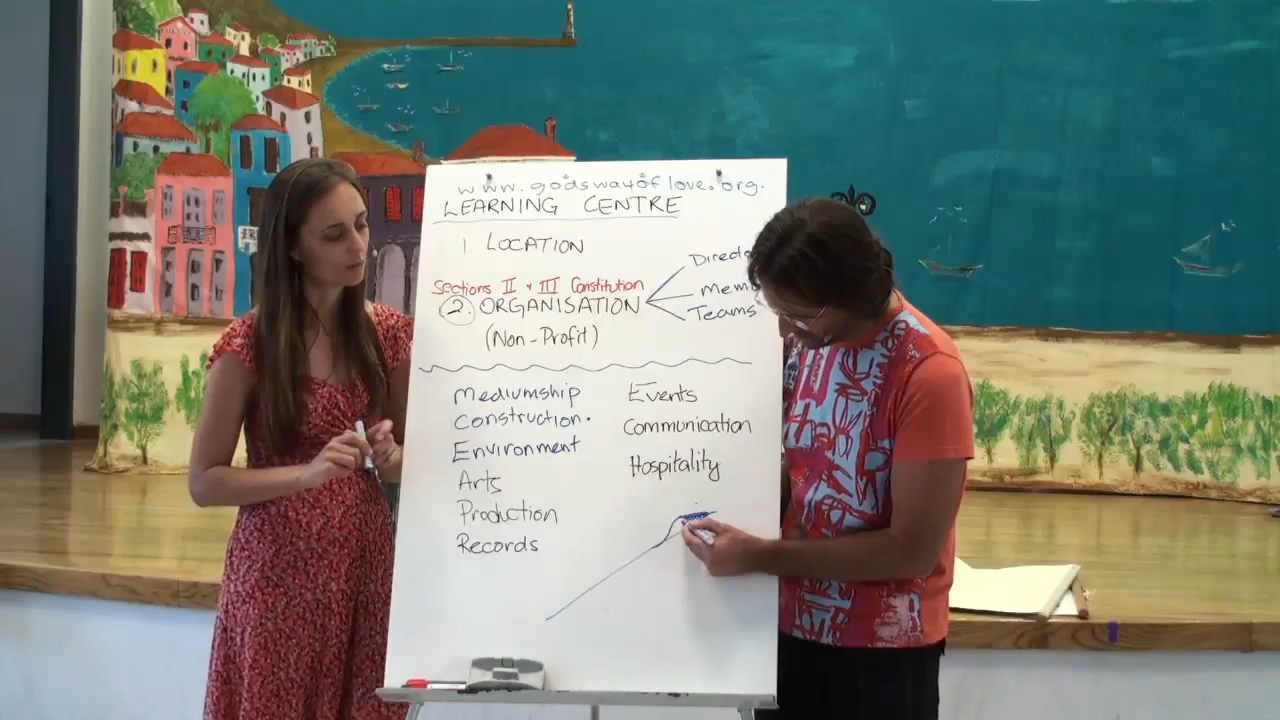 www.godswayoflove.org.
LEARNING CENTRE
1. LOCATION
Sections II & III Constitution
2. ORGANISATION
(Non-Profit)
Teams
Mediumship
Construction.
Environment
Arts
Production
Records
Events
Communication
Hospitality